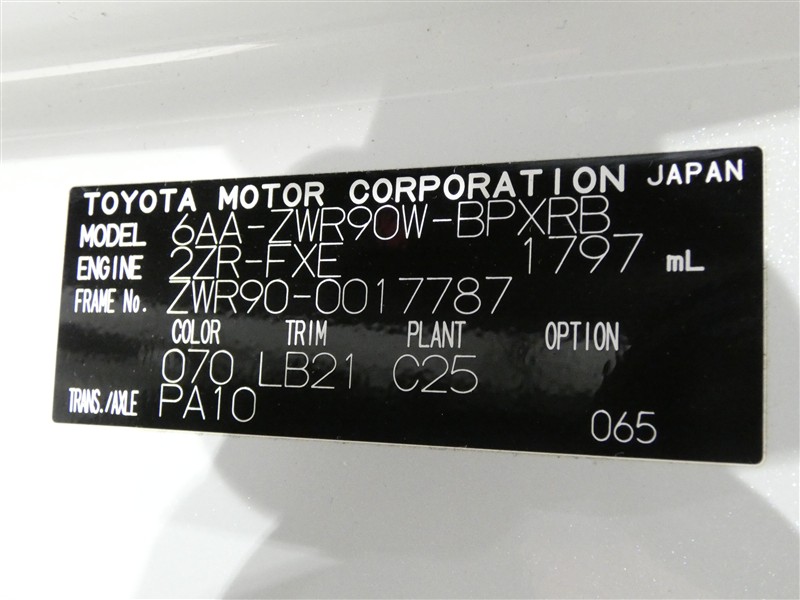 TOYOTA MOTOR CORPORATION JAPAN
MODEL 6AA-ZWR90W-BPXRB
ENGINE 2ZR-FXE 1797 mL
FRAME No. ZWR90-0017787
COLOR TRIM PLANT OPTION
070 LB21 C25
TRANS./AXLE PA10
065